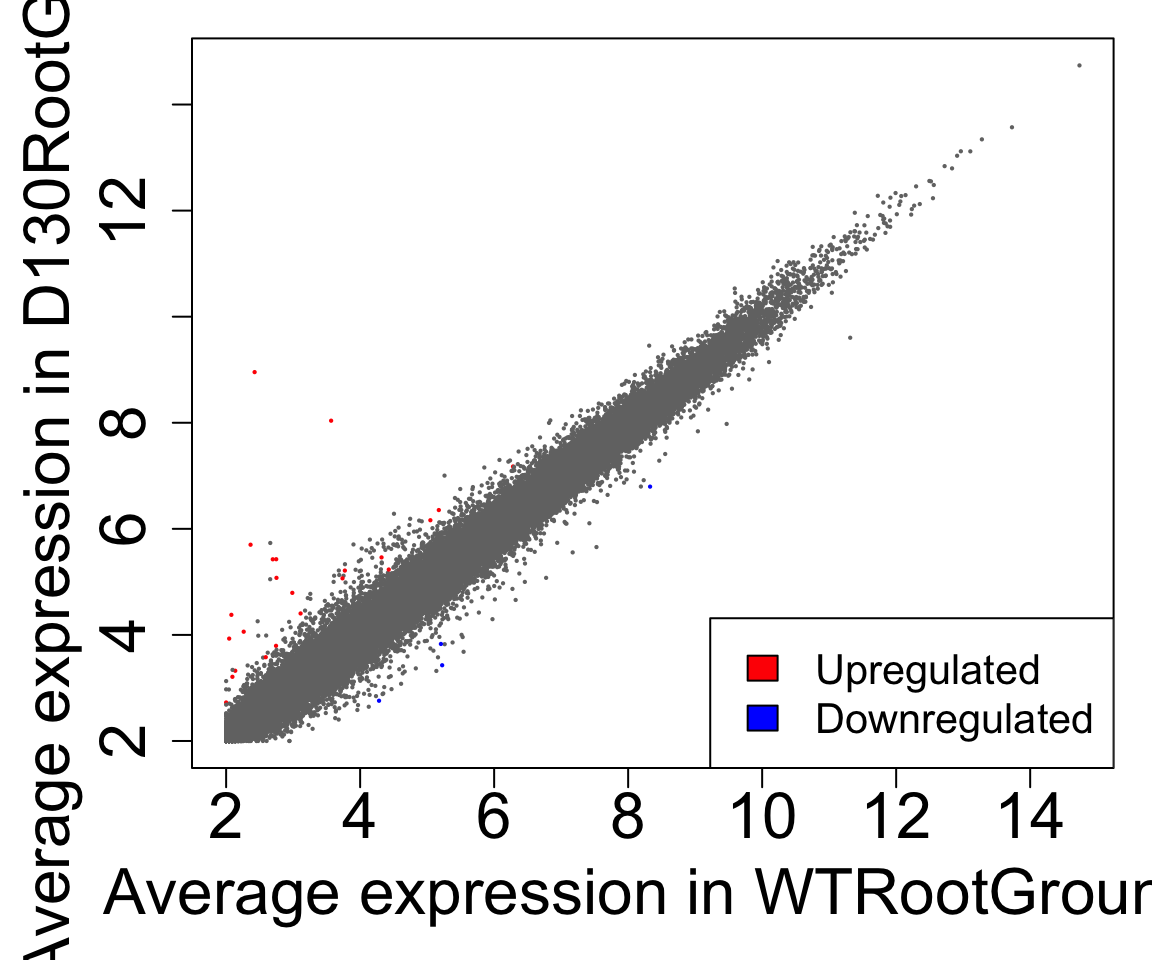 Average expression in D130RootG
12
8
6
4
2
2 4 6 8 10 12 14
Average expression in WTRootGroun
Upregulated
Downregulated